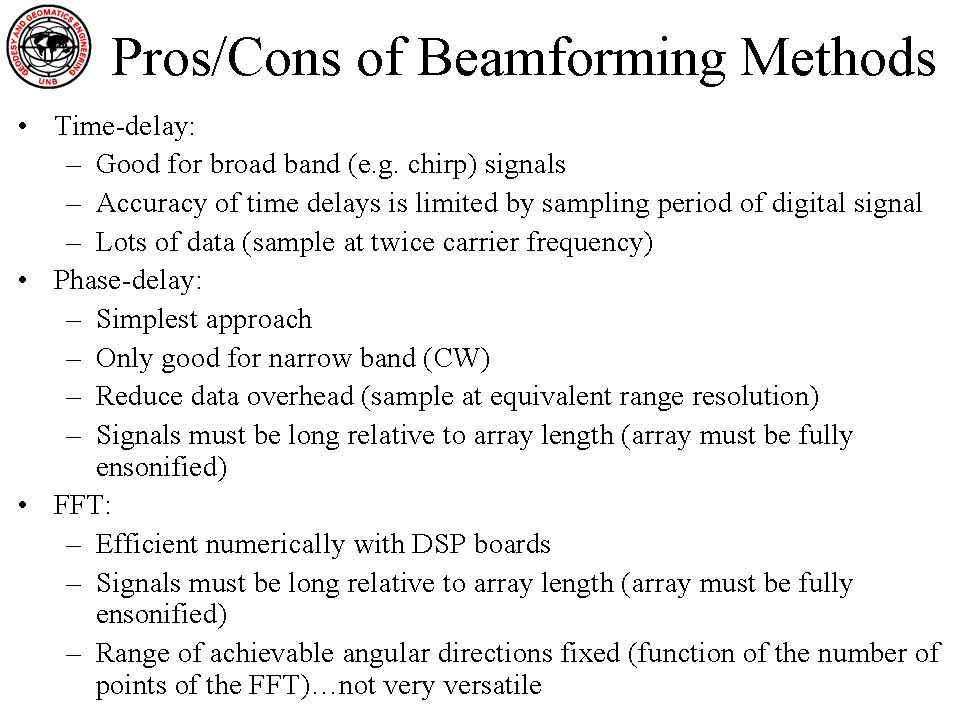 GEODESY AND GEOMATICS ENGINEERING
UNB
Pros/Cons of Beamforming Methods
• Time-delay:
– Good for broad band (e.g. chirp) signals
– Accuracy of time delays is limited by sampling period of digital signal
– Lots of data (sample at twice carrier frequency)
• Phase-delay:
– Simplest approach
– Only good for narrow band (CW)
– Reduce data overhead (sample at equivalent range resolution)
– Signals must be long relative to array length (array must be fully
ensonified)
• FFT:
– Efficient numerically with DSP boards
– Signals must be long relative to array length (array must be fully
ensonified)
– Range of achievable angular directions fixed (function of the number of
points of the FFT)…not very versatile